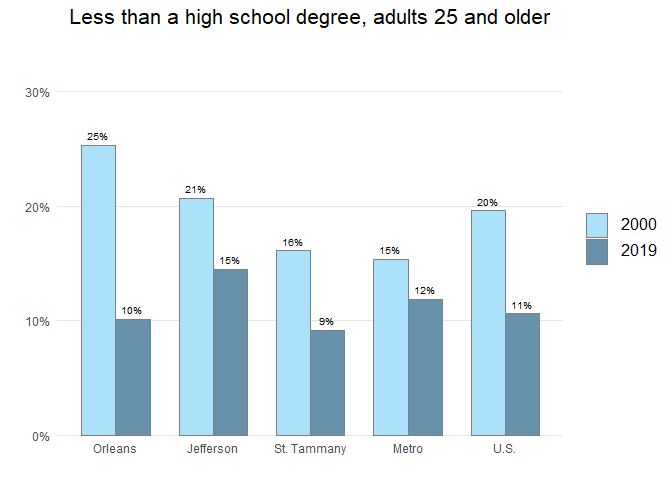 Less than a high school degree, adults 25 and older
30%
20%
10%
0%
25%
10%
21%
15%
16%
9%
15%
12%
20%
11%
Orleans
Jefferson
St. Tammany
Metro
U.S.
2000
2019